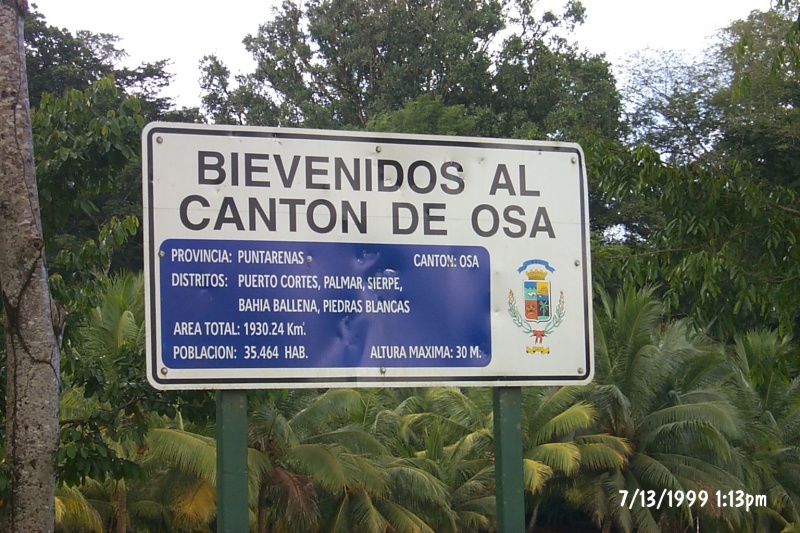 BIEVENIDOS AL
CANTON DE OSA
PROVINCIA: PUNTARENAS CANTON: OSA
DISTRITOS: PUERTO CORTES, PALMAR, SIERPE,
BAHIA BALLENA, PIEDRAS BLANCAS
AREA TOTAL: 1930.24 Km².
POBLACION: 35.464 HAB. ALTURA MAXIMA: 30 M.
7/13/1999 1:13pm